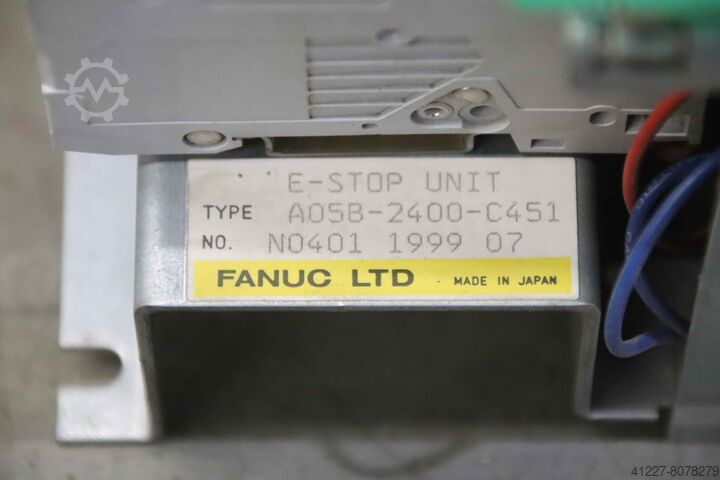 E-STOP UNIT
TYPE A05B-2400-C451
NO. N0401 1999 07
FANUC LTD - MADE IN JAPAN
41227-8078279